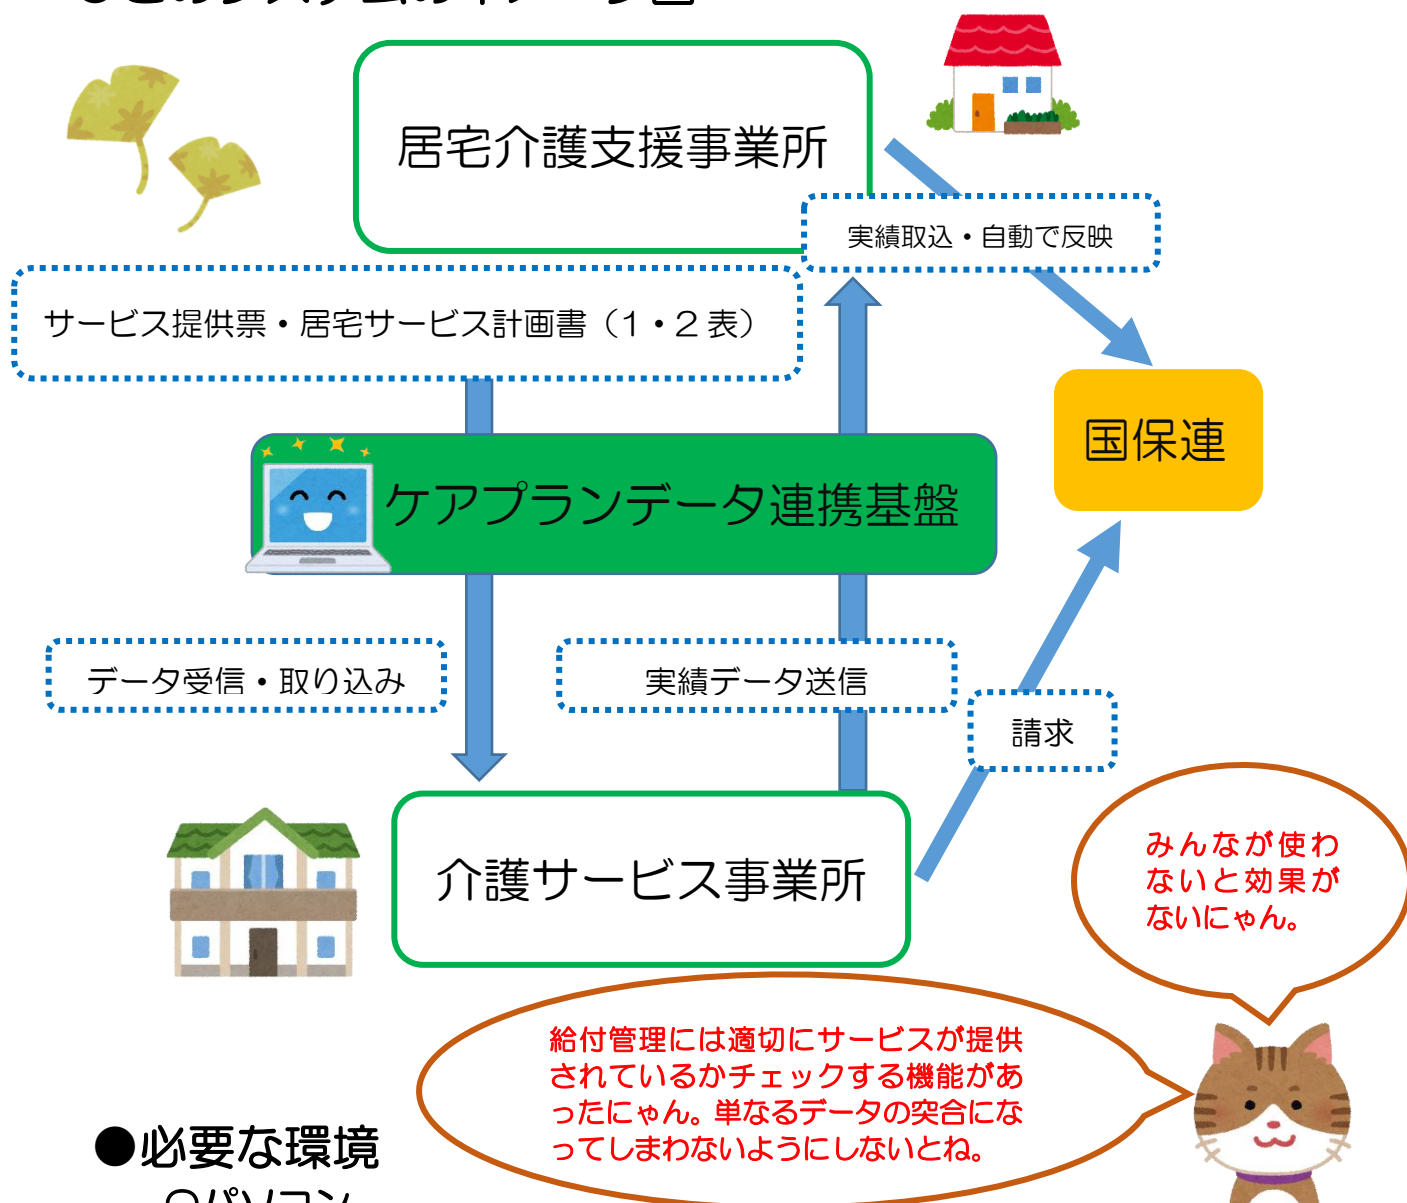 居宅介護支援事業所
実績取込・自動で反映
サービス提供票・居宅サービス計画書（1・2表）
国保連
ケアプランデータ連携基盤
データ受信・取り込み
実績データ送信
請求
介護サービス事業所
みんなが使わ
ないと効果が
ないにゃん。
給付管理には適切にサービスが提供
されているかチェックする機能があ
ったにゃん。単なるデータの突合にな
ってしまわないようにしないとね。
●必要な環境
○パソコン